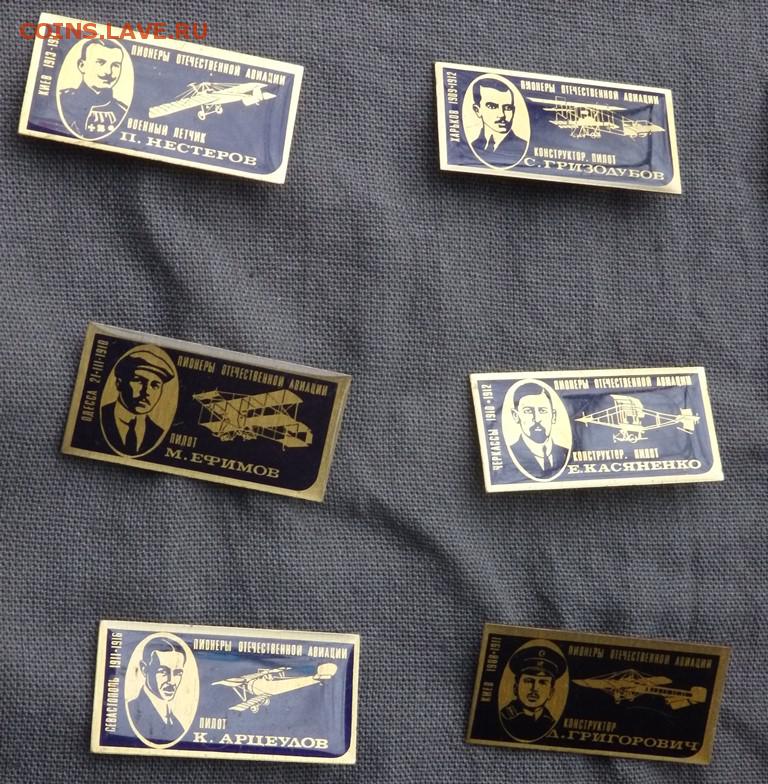 COINS.LAVE.RU
КИЕВ 1913-19
ПИОНЕРЫ ОТЕЧЕСТВЕННОЙ АВИАЦИИ
ВОЕННЫЙ ЛЕТЧИК
П. НЕСТЕРОВ
ХАРЬКОВ 1909-1912
ПИОНЕРЫ ОТЕЧЕСТВЕННОЙ АВИАЦИИ
КОНСТРУКТОР. ПИЛОТ
С. ГРИЗОДУБОВ
ОДЕССА 21-III-1910
ПИОНЕРЫ ОТЕЧЕСТВЕННОЙ АВИАЦИИ
ПИЛОТ
М. ЕФИМОВ
ЧЕРКАССЫ 1910-1912
ПИОНЕРЫ ОТЕЧЕСТВЕННОЙ АВИАЦИИ
КОНСТРУКТОР. ПИЛОТ
Е. КАСЯНЕНКО
СЕВАСТОПОЛЬ 1911-1916
ПИОНЕРЫ ОТЕЧЕСТВЕННОЙ АВИАЦИИ
ПИЛОТ
К. АРЦЕУЛОВ
КИЕВ 1908-1911
ПИОНЕРЫ ОТЕЧЕСТВЕННОЙ АВИАЦИИ
КОНСТРУКТОР
Д. ГРИГОРОВИЧ